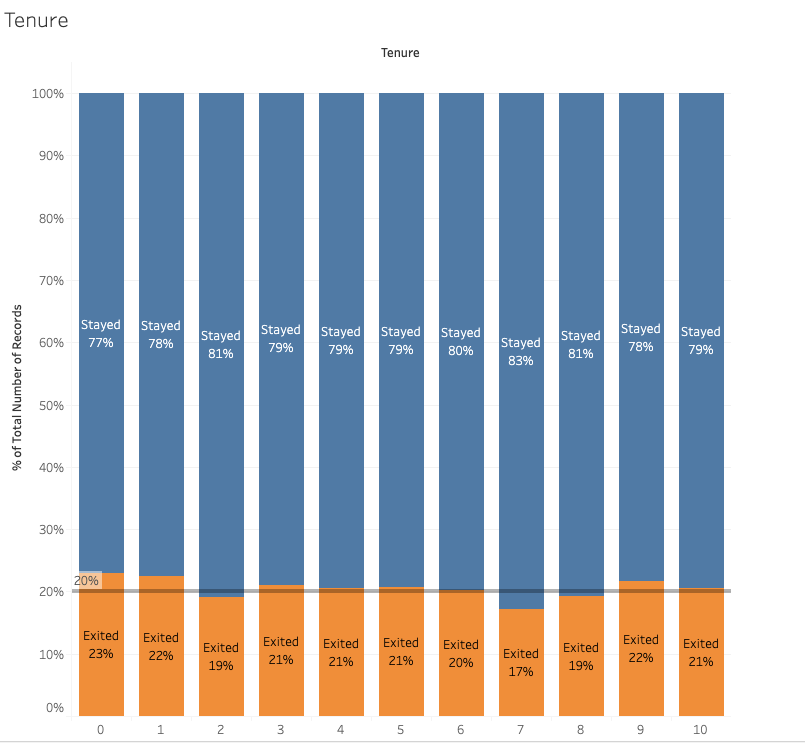 Tenure
Tenure
% of Total Number of Records
100%
90%
80%
70%
60%
50%
40%
30%
20%
10%
0%
20%
Stayed
77%
Stayed
78%
Stayed
81%
Stayed
79%
Stayed
79%
Stayed
79%
Stayed
80%
Stayed
83%
Stayed
81%
Stayed
78%
Stayed
79%
Exited
23%
Exited
22%
Exited
19%
Exited
21%
Exited
21%
Exited
21%
Exited
20%
Exited
17%
Exited
19%
Exited
22%
Exited
21%
0 1 2 3 4 5 6 7 8 9 10